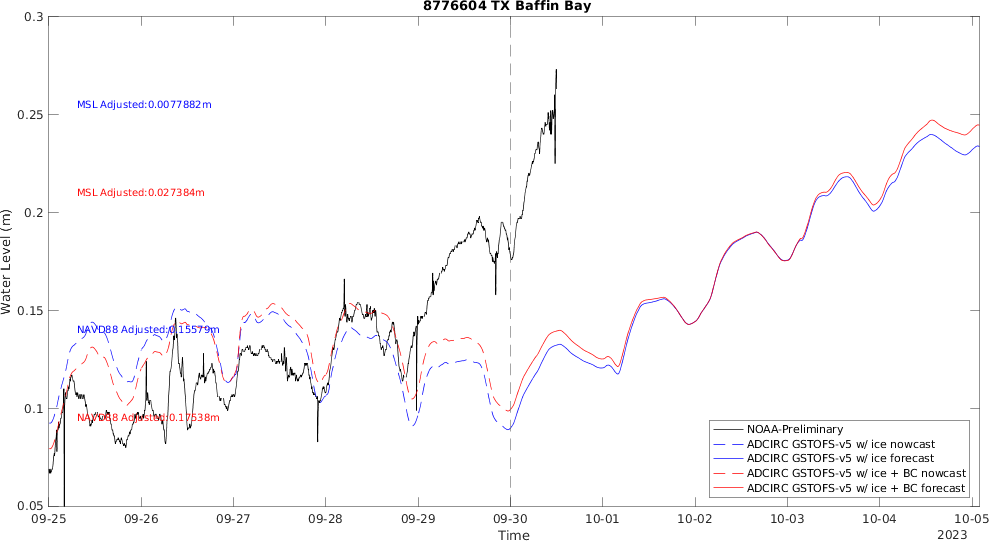 8776604 TX Baffin Bay
0.3
0.25
0.2
0.15
0.1
0.05
Water Level (m)
MSL Adjusted:0.0077882m
MSL Adjusted:0.027384m
NAVD88 Adjusted:0.15579m
NAVD88 Adjusted:0.17538m
NOAA-Preliminary
ADCIRC GSTOFS-v5 w/ ice nowcast
ADCIRC GSTOFS-v5 w/ ice forecast
ADCIRC GSTOFS-v5 w/ ice + BC nowcast
ADCIRC GSTOFS-v5 w/ ice + BC forecast
09-25 09-26 09-27 09-28 09-29 09-30 10-01 10-02 10-03 10-04 10-05
Time
2023